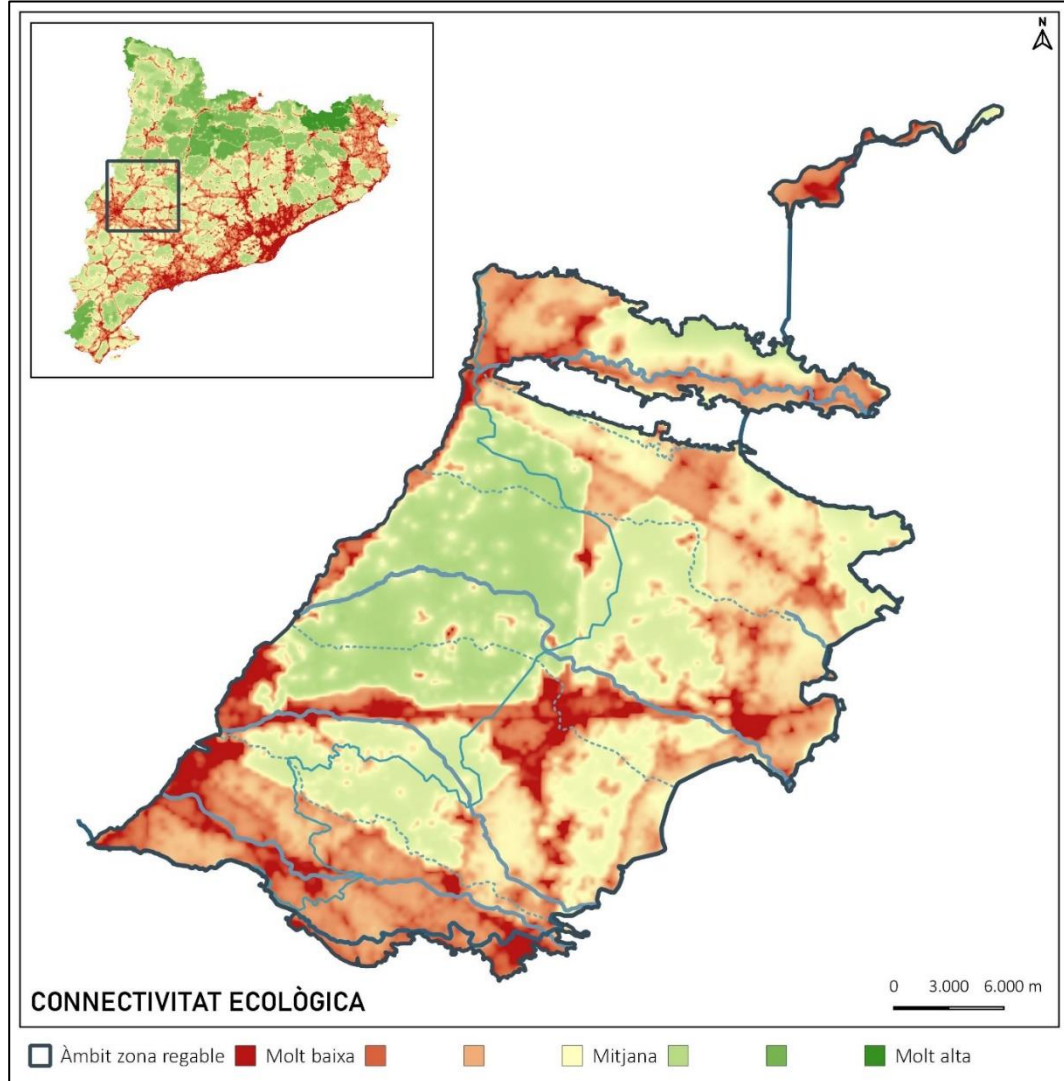 N
CONNECTIVITAT ECOLÒGICA
0 3.000 6.000 m
Àmbit zona regable Molt baixa Mitjana Molt alta